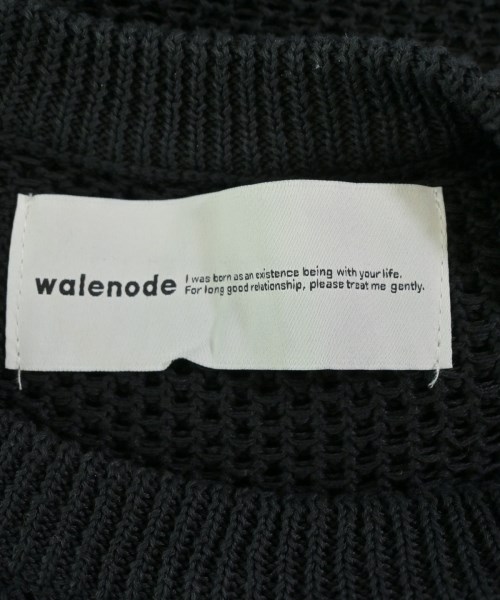 walenode
I was born as an existence being with your life.
For long good relationship, please treat me gently.